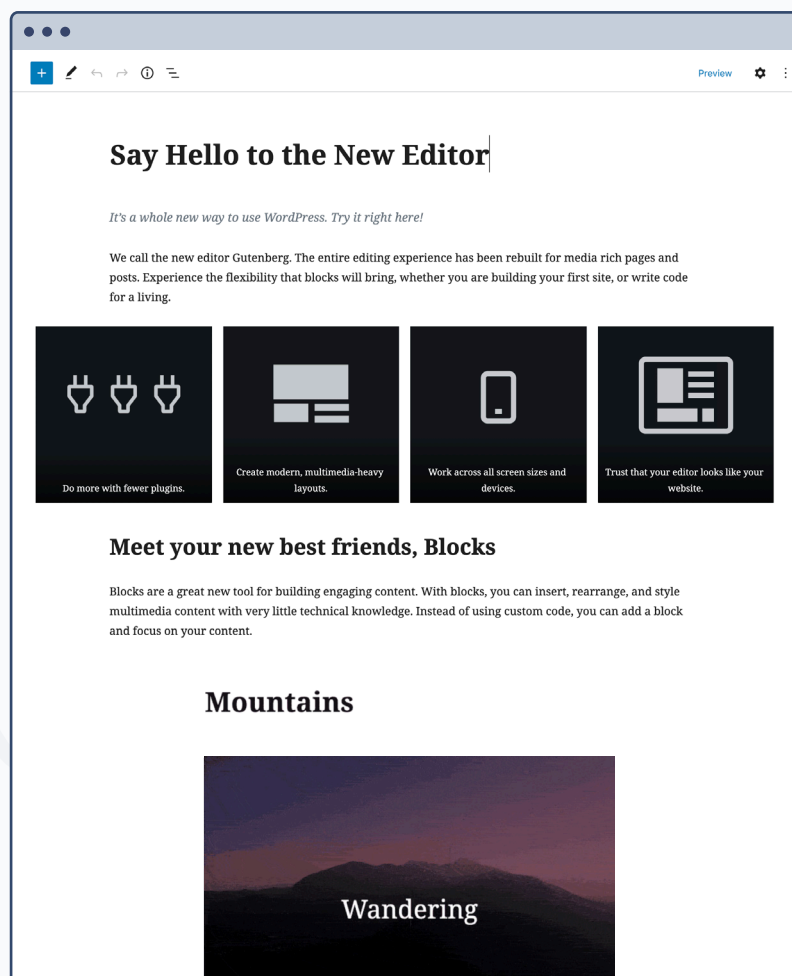 Preview
Say Hello to the New Editor
It's a whole new way to use WordPress. Try it right here!
We call the new editor Gutenberg. The entire editing experience has been rebuilt for media rich pages and
posts. Experience the flexibility that blocks will bring, whether you are building your first site, or write code
for a living.
Do more with fewer plugins.
Create modern, multimedia-heavy
layouts.
Work across all screen sizes and
devices.
Trust that your editor looks like your
website.
Meet your new best friends, Blocks
Blocks are a great new tool for building engaging content. With blocks, you can insert, rearrange, and style
multimedia content with very little technical knowledge. Instead of using custom code, you can add a block
and focus on your content.
Mountains
Wandering